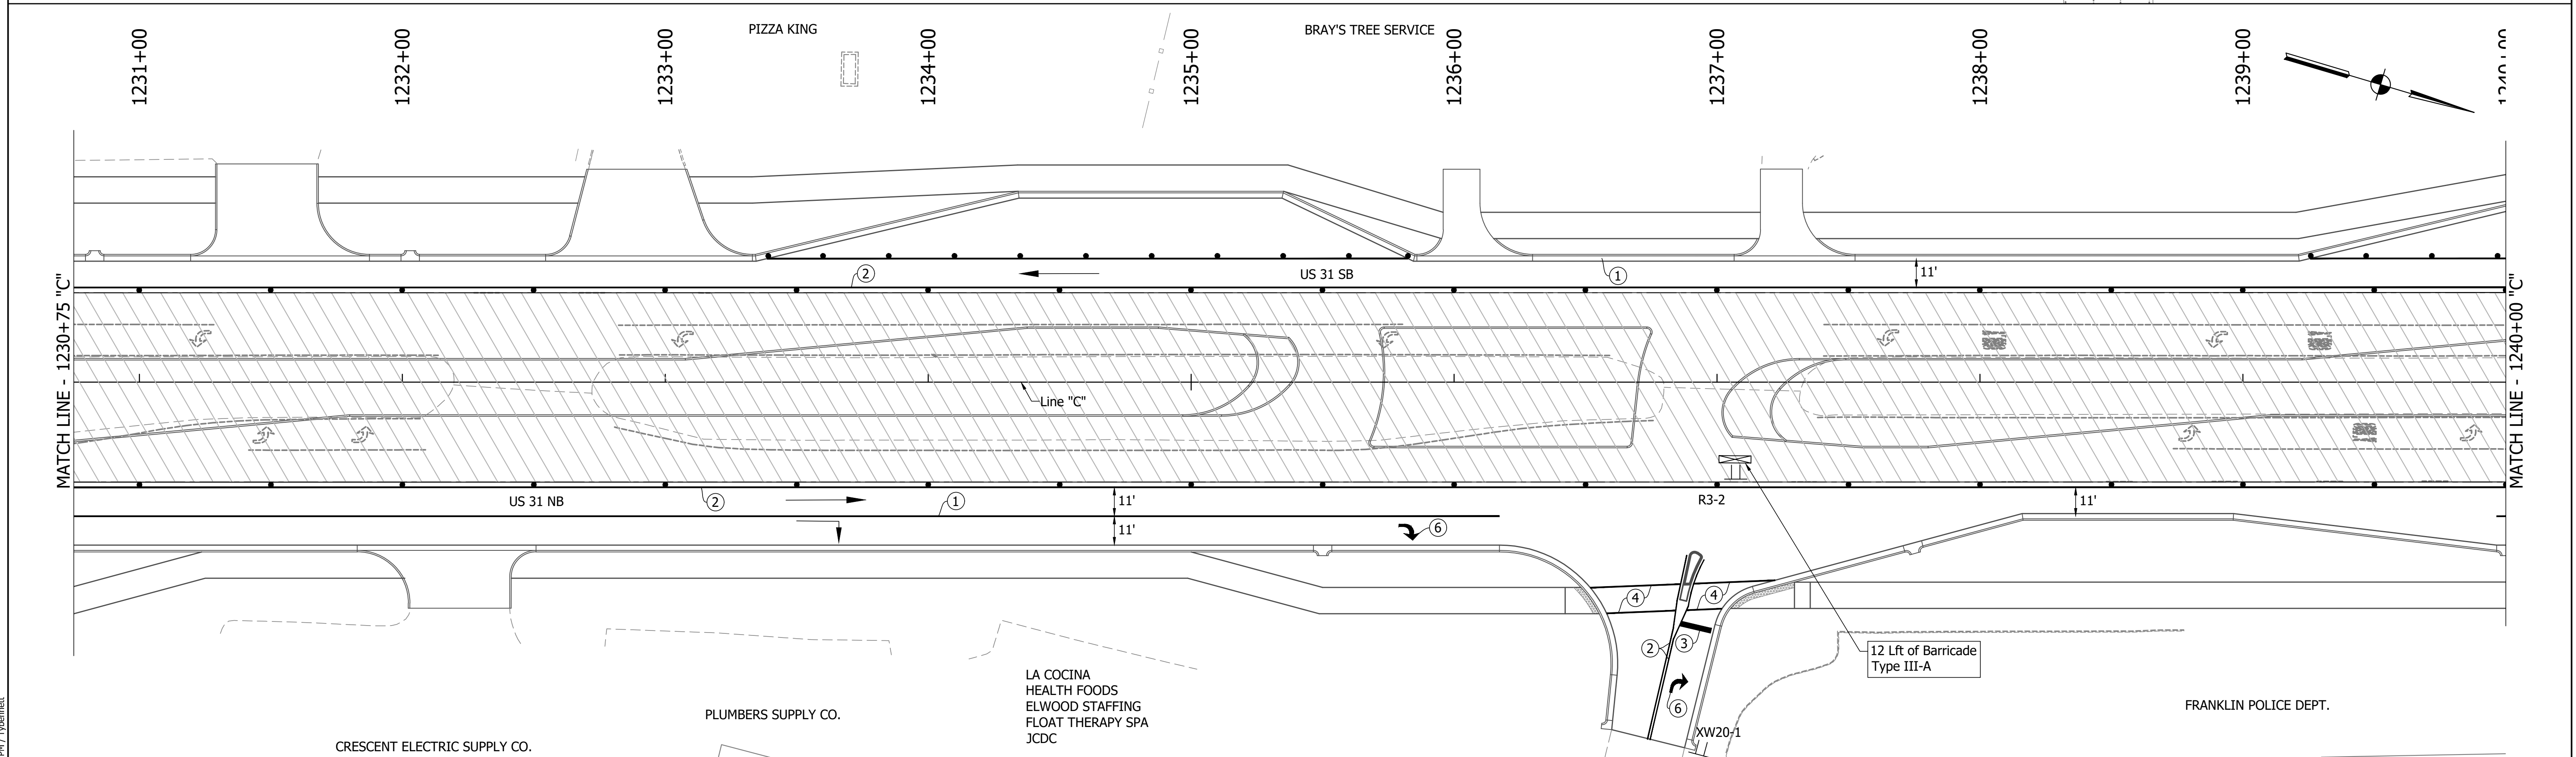 PIZZA KING
BRAY'S TREE SERVICE
1231+00
1232+00
1233+00
1234+00
1235+00
1236+00
1237+00
1238+00
1239+00
1240+00
MATCH LINE - 1230+75 "C"
MATCH LINE - 1240+00 "C"
2
US 31 SB
1
11'
Line "C"
US 31 NB
2
1
11'
11'
6
R3-2
11'
4
4
2
3
6
XW20-1
12 Lft of Barricade
Type III-A
LA COCINA
HEALTH FOODS
ELWOOD STAFFING
FLOAT THERAPY SPA
JCDC
PLUMBERS SUPPLY CO.
CRESCENT ELECTRIC SUPPLY CO.
FRANKLIN POLICE DEPT.